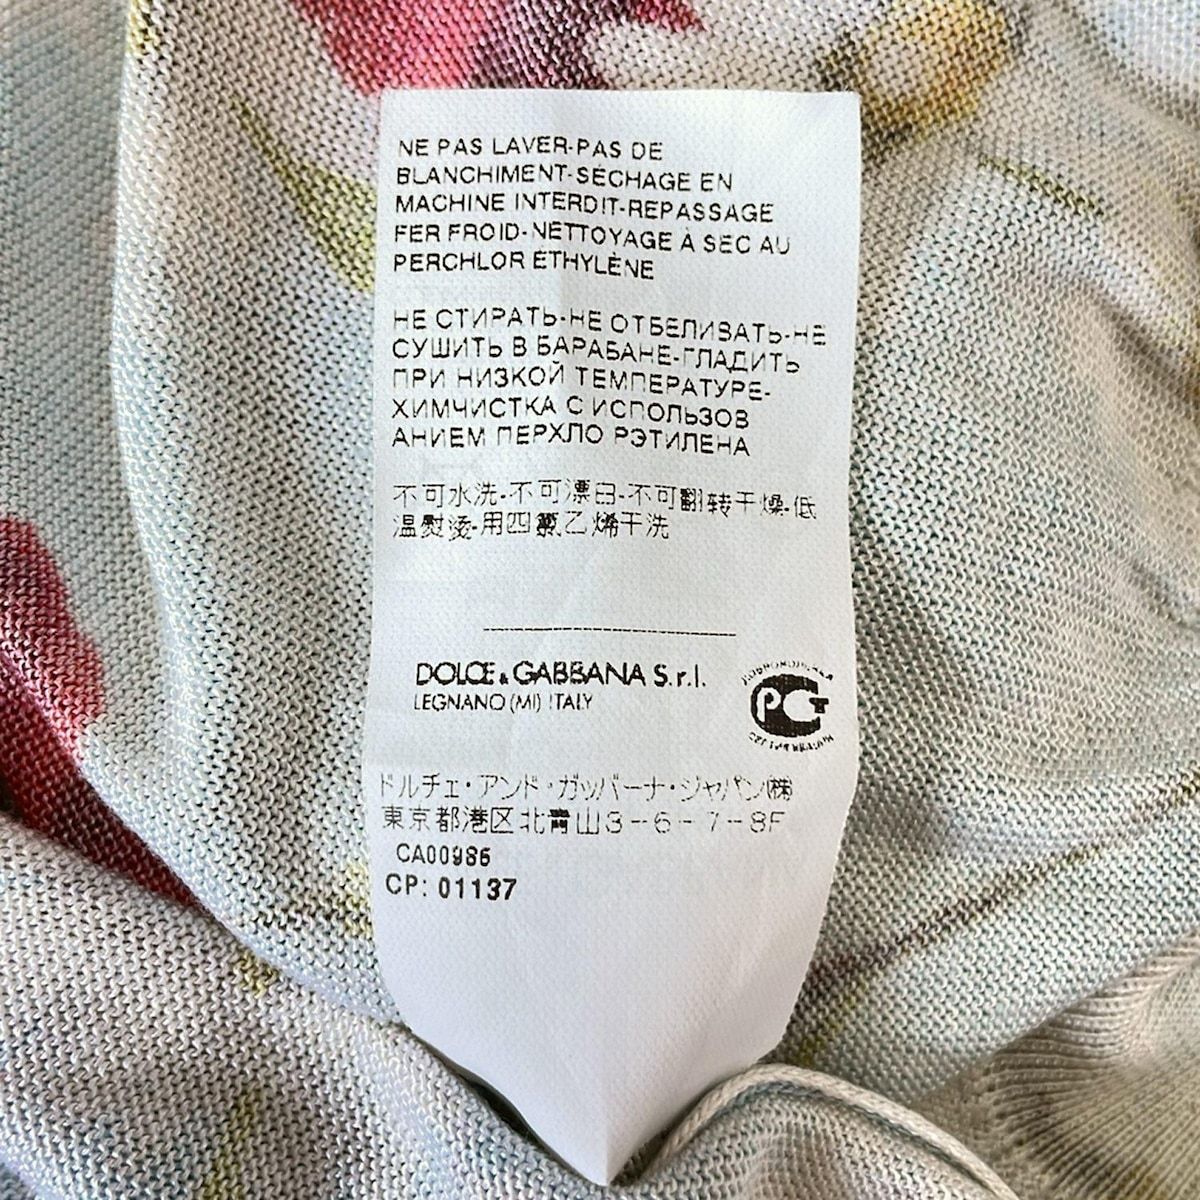 NE PAS LAVER-PAS DE
BLANCHIMENT-SÉCHAGE EN
MACHINE INTERDIT-REPASSAGE
FER FROID-NETTOYAGE À SEC AU
PERCHLOR ÉTHYLÈNE
НЕ СТИРАТЬ-НЕ ОТБЕЛИВАТЬ-НЕ
СУШИТЬ В БАРАБАНЕ-ГЛАДИТЬ
ПРИ НИЗКОЙ ТЕМПЕРАТУРЕ-
ХИМЧИСТКА С ИСПОЛЬЗОВ
АНИЕМ ПЕРХЛО РЭТИЛЕНА
不可水洗-不可漂白-不可翻转干燥-低
温熨烫-用四氯乙烯干洗
DOLCE & GABBANA S.r.l.
LEGNANO (MI) ITALY
РСТ
ドルチェ・アンド・ガッバーナ・ジャパン(株)
東京都港区北青山3-6-7-8F
CA00986
CP: 01137